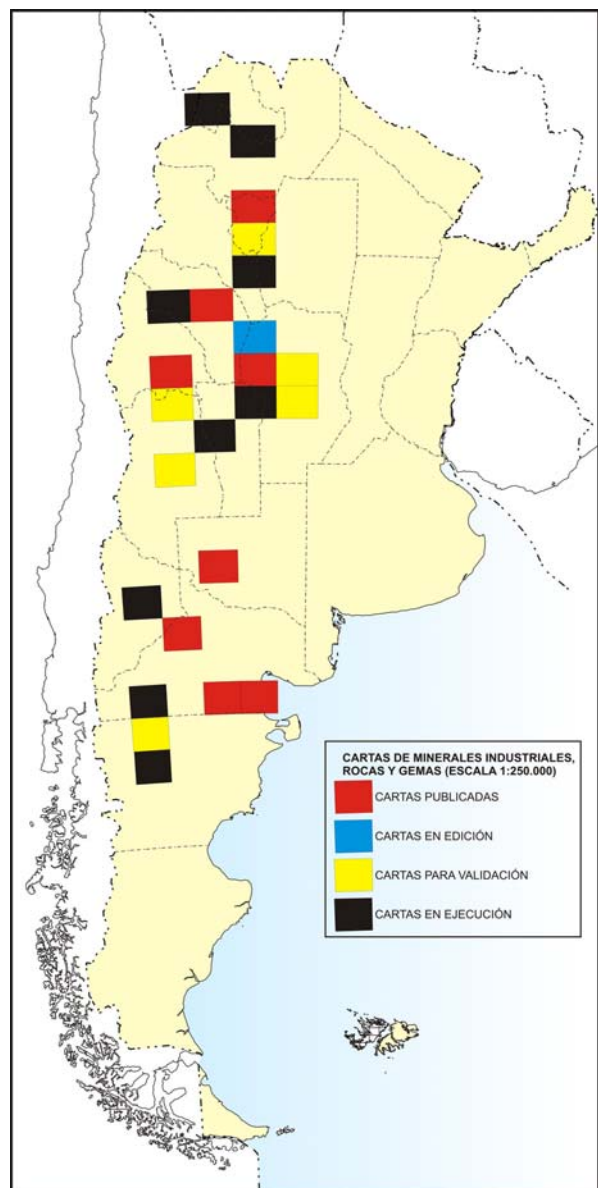 CARTAS DE MINERALES INDUSTRIALES,
ROCAS Y GEMAS (ESCALA 1:250.000)
CARTAS PUBLICADAS
CARTAS EN EDICIÓN
CARTAS PARA VALIDACIÓN
CARTAS EN EJECUCIÓN